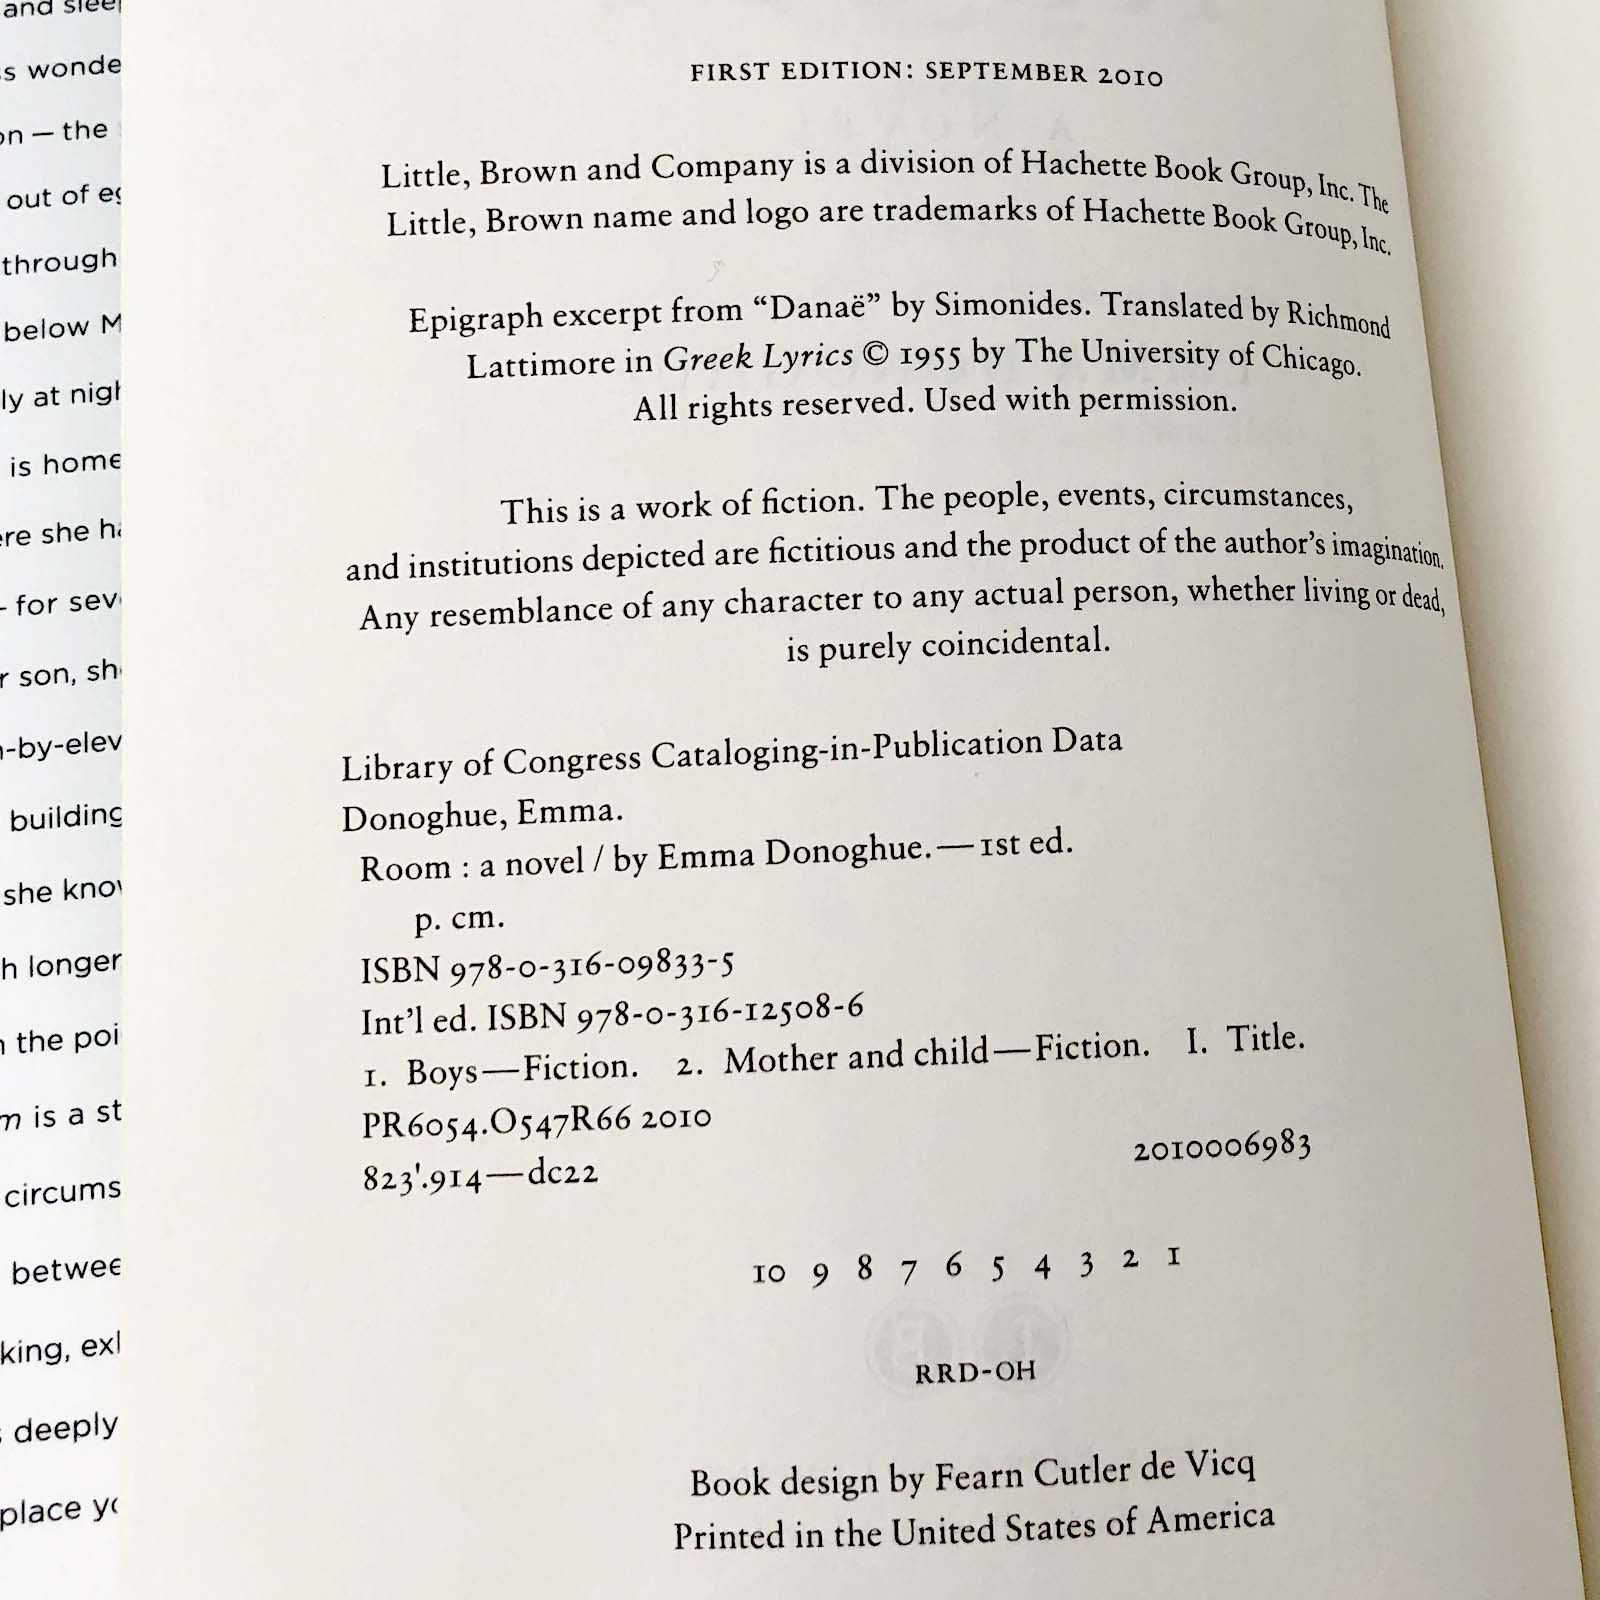 and
s wonde
on — the
out of
through
below M
ly at
is home
ere she
– for
r son,
n-by-elev
building
she
h longer
the
m is a st
circums
betwee
king,
deeply
place
FIRST EDITION: SEPTEMBER 2010
Little, Brown and Company is a division of Hachette Book Group, Inc. The
Little, Brown name and logo are trademarks of Hachette Book Group, Inc.
Epigraph excerpt from “Danaë” by Simonides. Translated by Richmond
Lattimore in Greek Lyrics © 1955 by The University of Chicago.
All rights reserved. Used with permission.
This is a work of fiction. The people, events, circumstances,
and institutions depicted are fictitious and the product of the author’s imagination.
Any resemblance of any character to any actual person, whether living or dead,
is purely coincidental.
Library of Congress Cataloging-in-Publication Data
Donoghue, Emma.
Room : a novel / by Emma Donoghue.—1st ed.
p. cm.
ISBN 978-0-316-09833-5
Int’l ed. ISBN 978-0-316-12508-6
1. Boys—Fiction. 2. Mother and child—Fiction. I. Title.
PR6054.O547R66 2010
823'.914—dc22
2010006983
10 9 8 7 6 5 4 3 2 1
RRD-OH
Book design by Fearn Cutler de Vicq
Printed in the United States of America